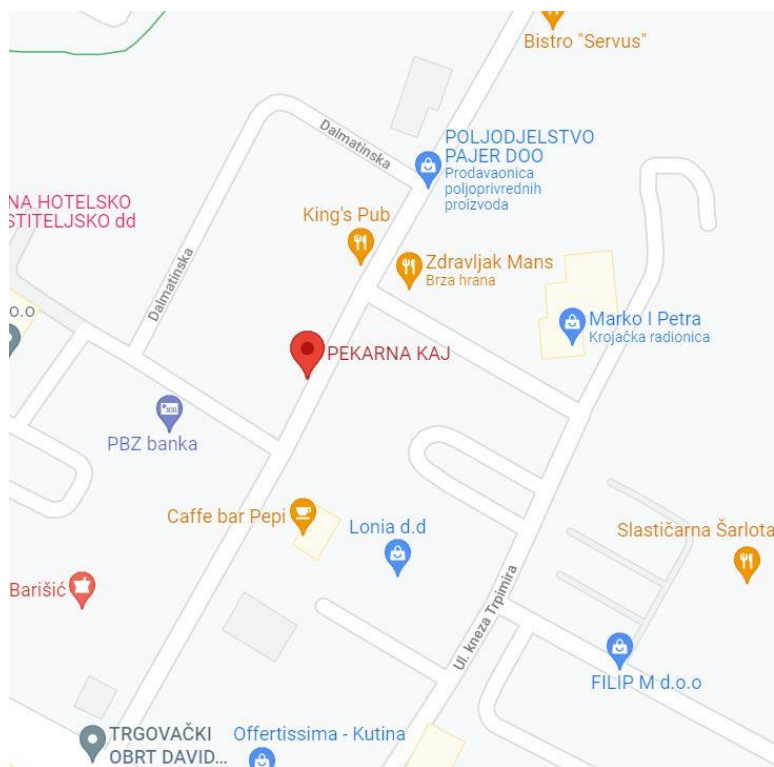 Bistro "Servus"
Dalmatinska
POLJODJELSTVO
PAJER DOO
Prodavaonica
poljoprivrednih
proizvoda
NA HOTELSKO
STITELJSKO dd
King's Pub
Zdravljak Mans
Brza hrana
Dalmatinska
o.o
Marko I Petra
Krojačka radionica
PEKARNA KAJ
100
PBZ banka
Caffe bar Pepi
Lonia d.d
Slastičarna Šarlota
Barišić
Ul. kneza Trpimira
FILIP M d.o.o
TRGOVAČKI
OBRT DAVID...
Offertissima - Kutina